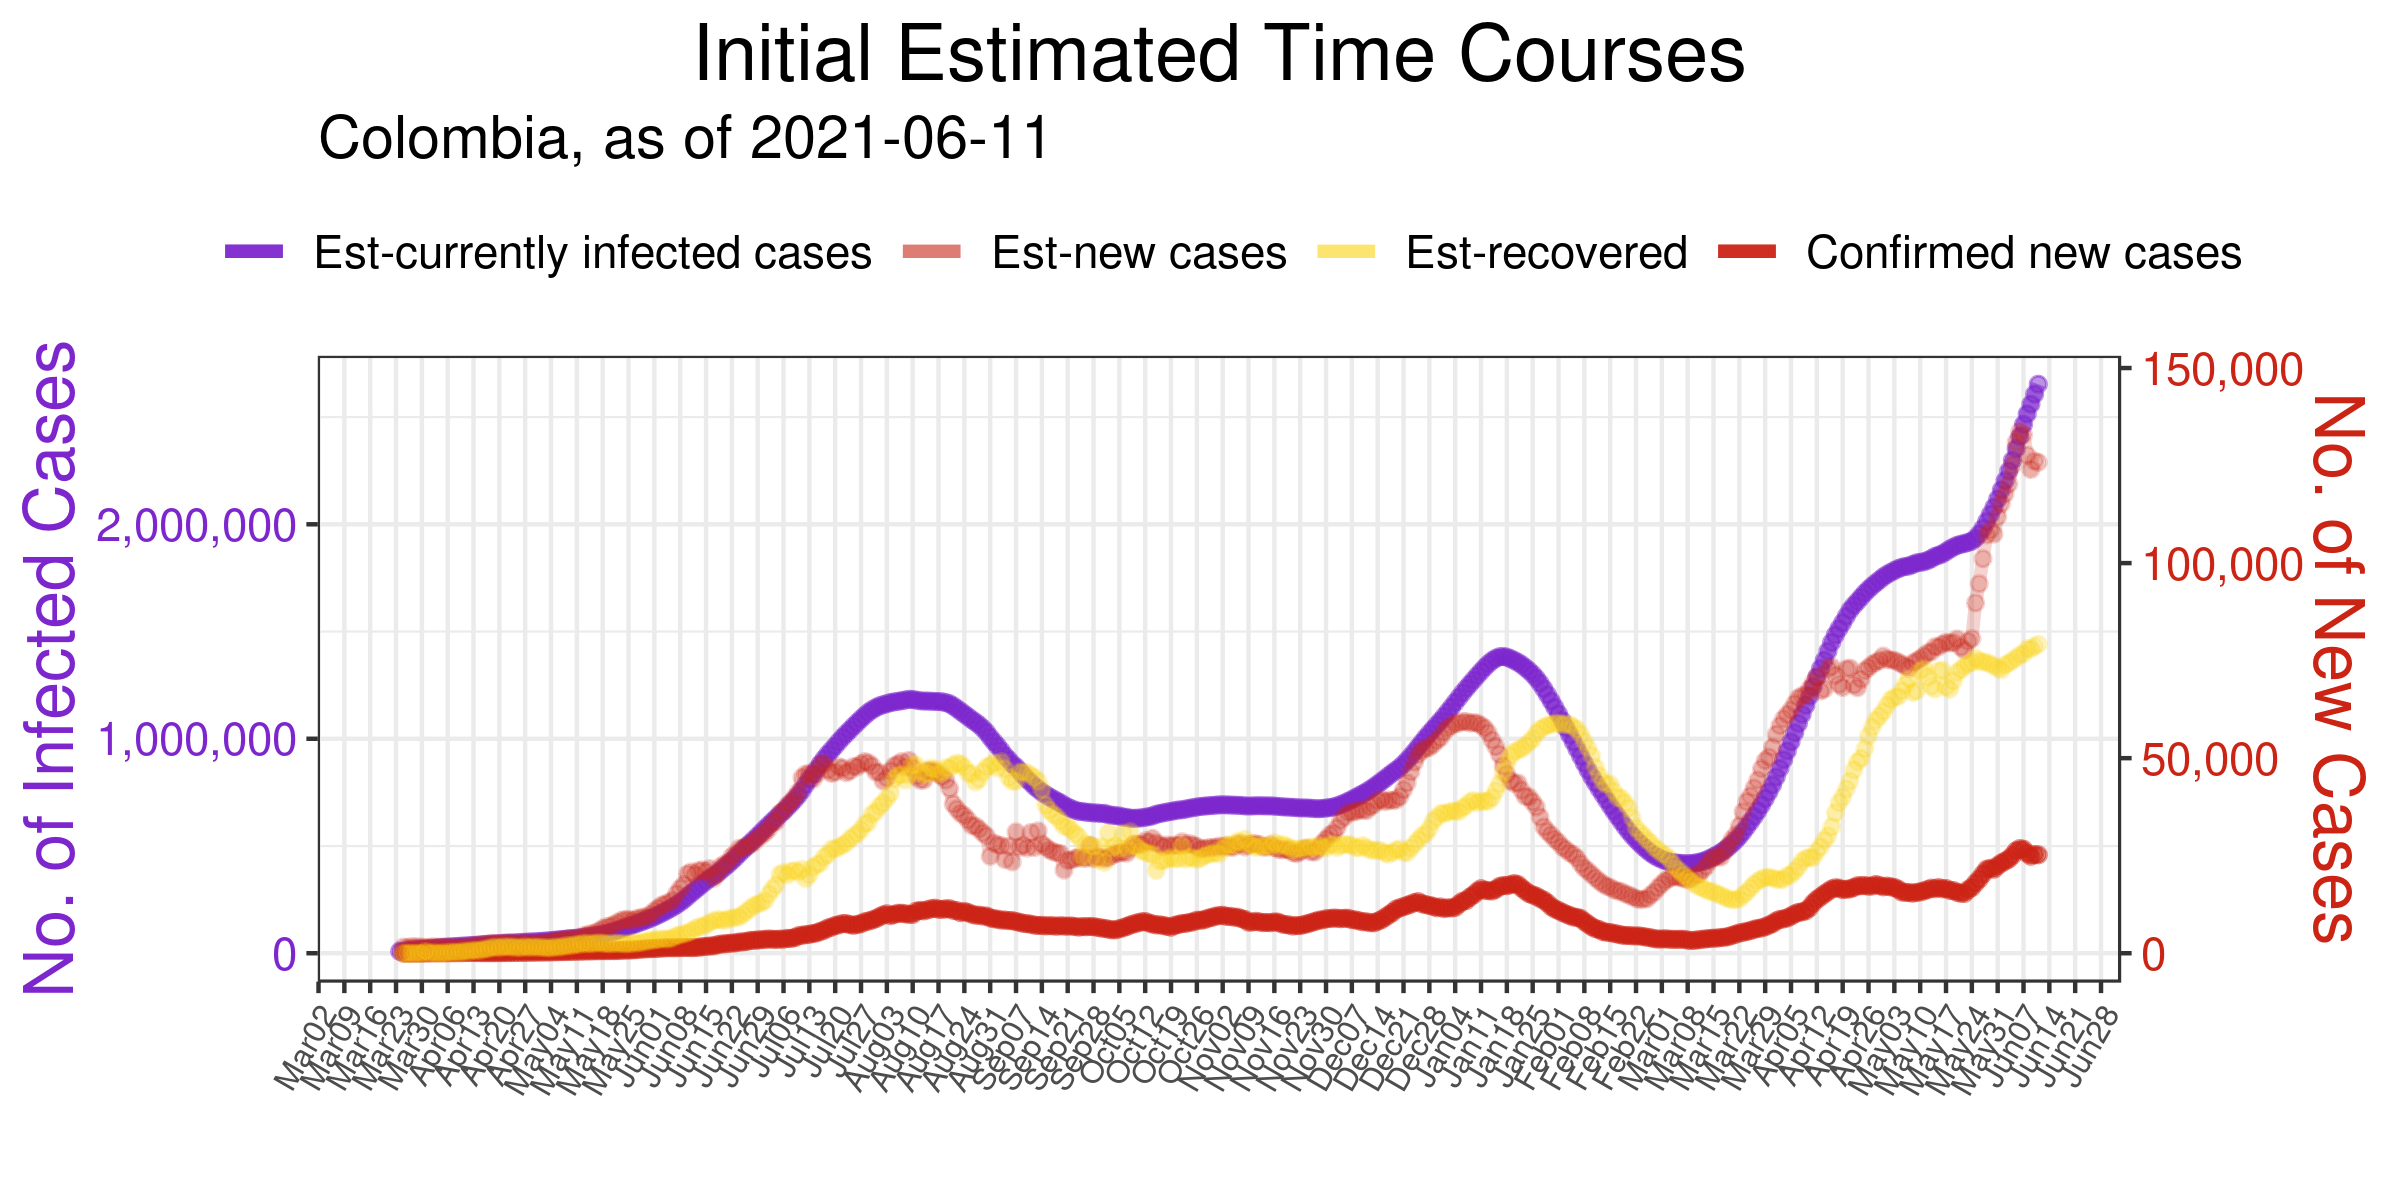 Initial Estimated Time Courses
Colombia, as of 2021-06-11
Est-currently infected cases Est-new cases Est-recovered Confirmed new cases
No. of Infected Cases
2,000,000
1,000,000
0
150,000
100,000
50,000
0
No. of New Cases
Mar02 Mar09 Mar16 Mar23 Mar30 Apr06 Apr13 Apr20 Apr27 May04 May11 May18 May25 Jun01 Jun08 Jun15 Jun22 Jun29 Jul06 Jul13 Jul20 Jul27 Aug03 Aug10 Aug17 Aug24 Aug31 Sep07 Sep14 Sep21 Sep28 Oct05 Oct12 Oct19 Oct26 Nov02 Nov09 Nov16 Nov23 Nov30 Dec07 Dec14 Dec21 Dec28 Jan04 Jan11 Jan18 Jan25 Feb01 Feb08 Feb15 Feb22 Mar01 Mar08 Mar15 Mar22 Mar29 Apr05 Apr12 Apr19 Apr26 May03 May10 May17 May24 May31 Jun07 Jun14 Jun21 Jun28